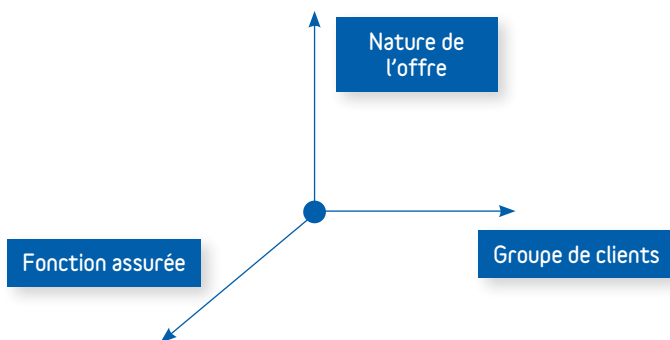 Nature de
l'offre
Fonction assurée
Groupe de clients